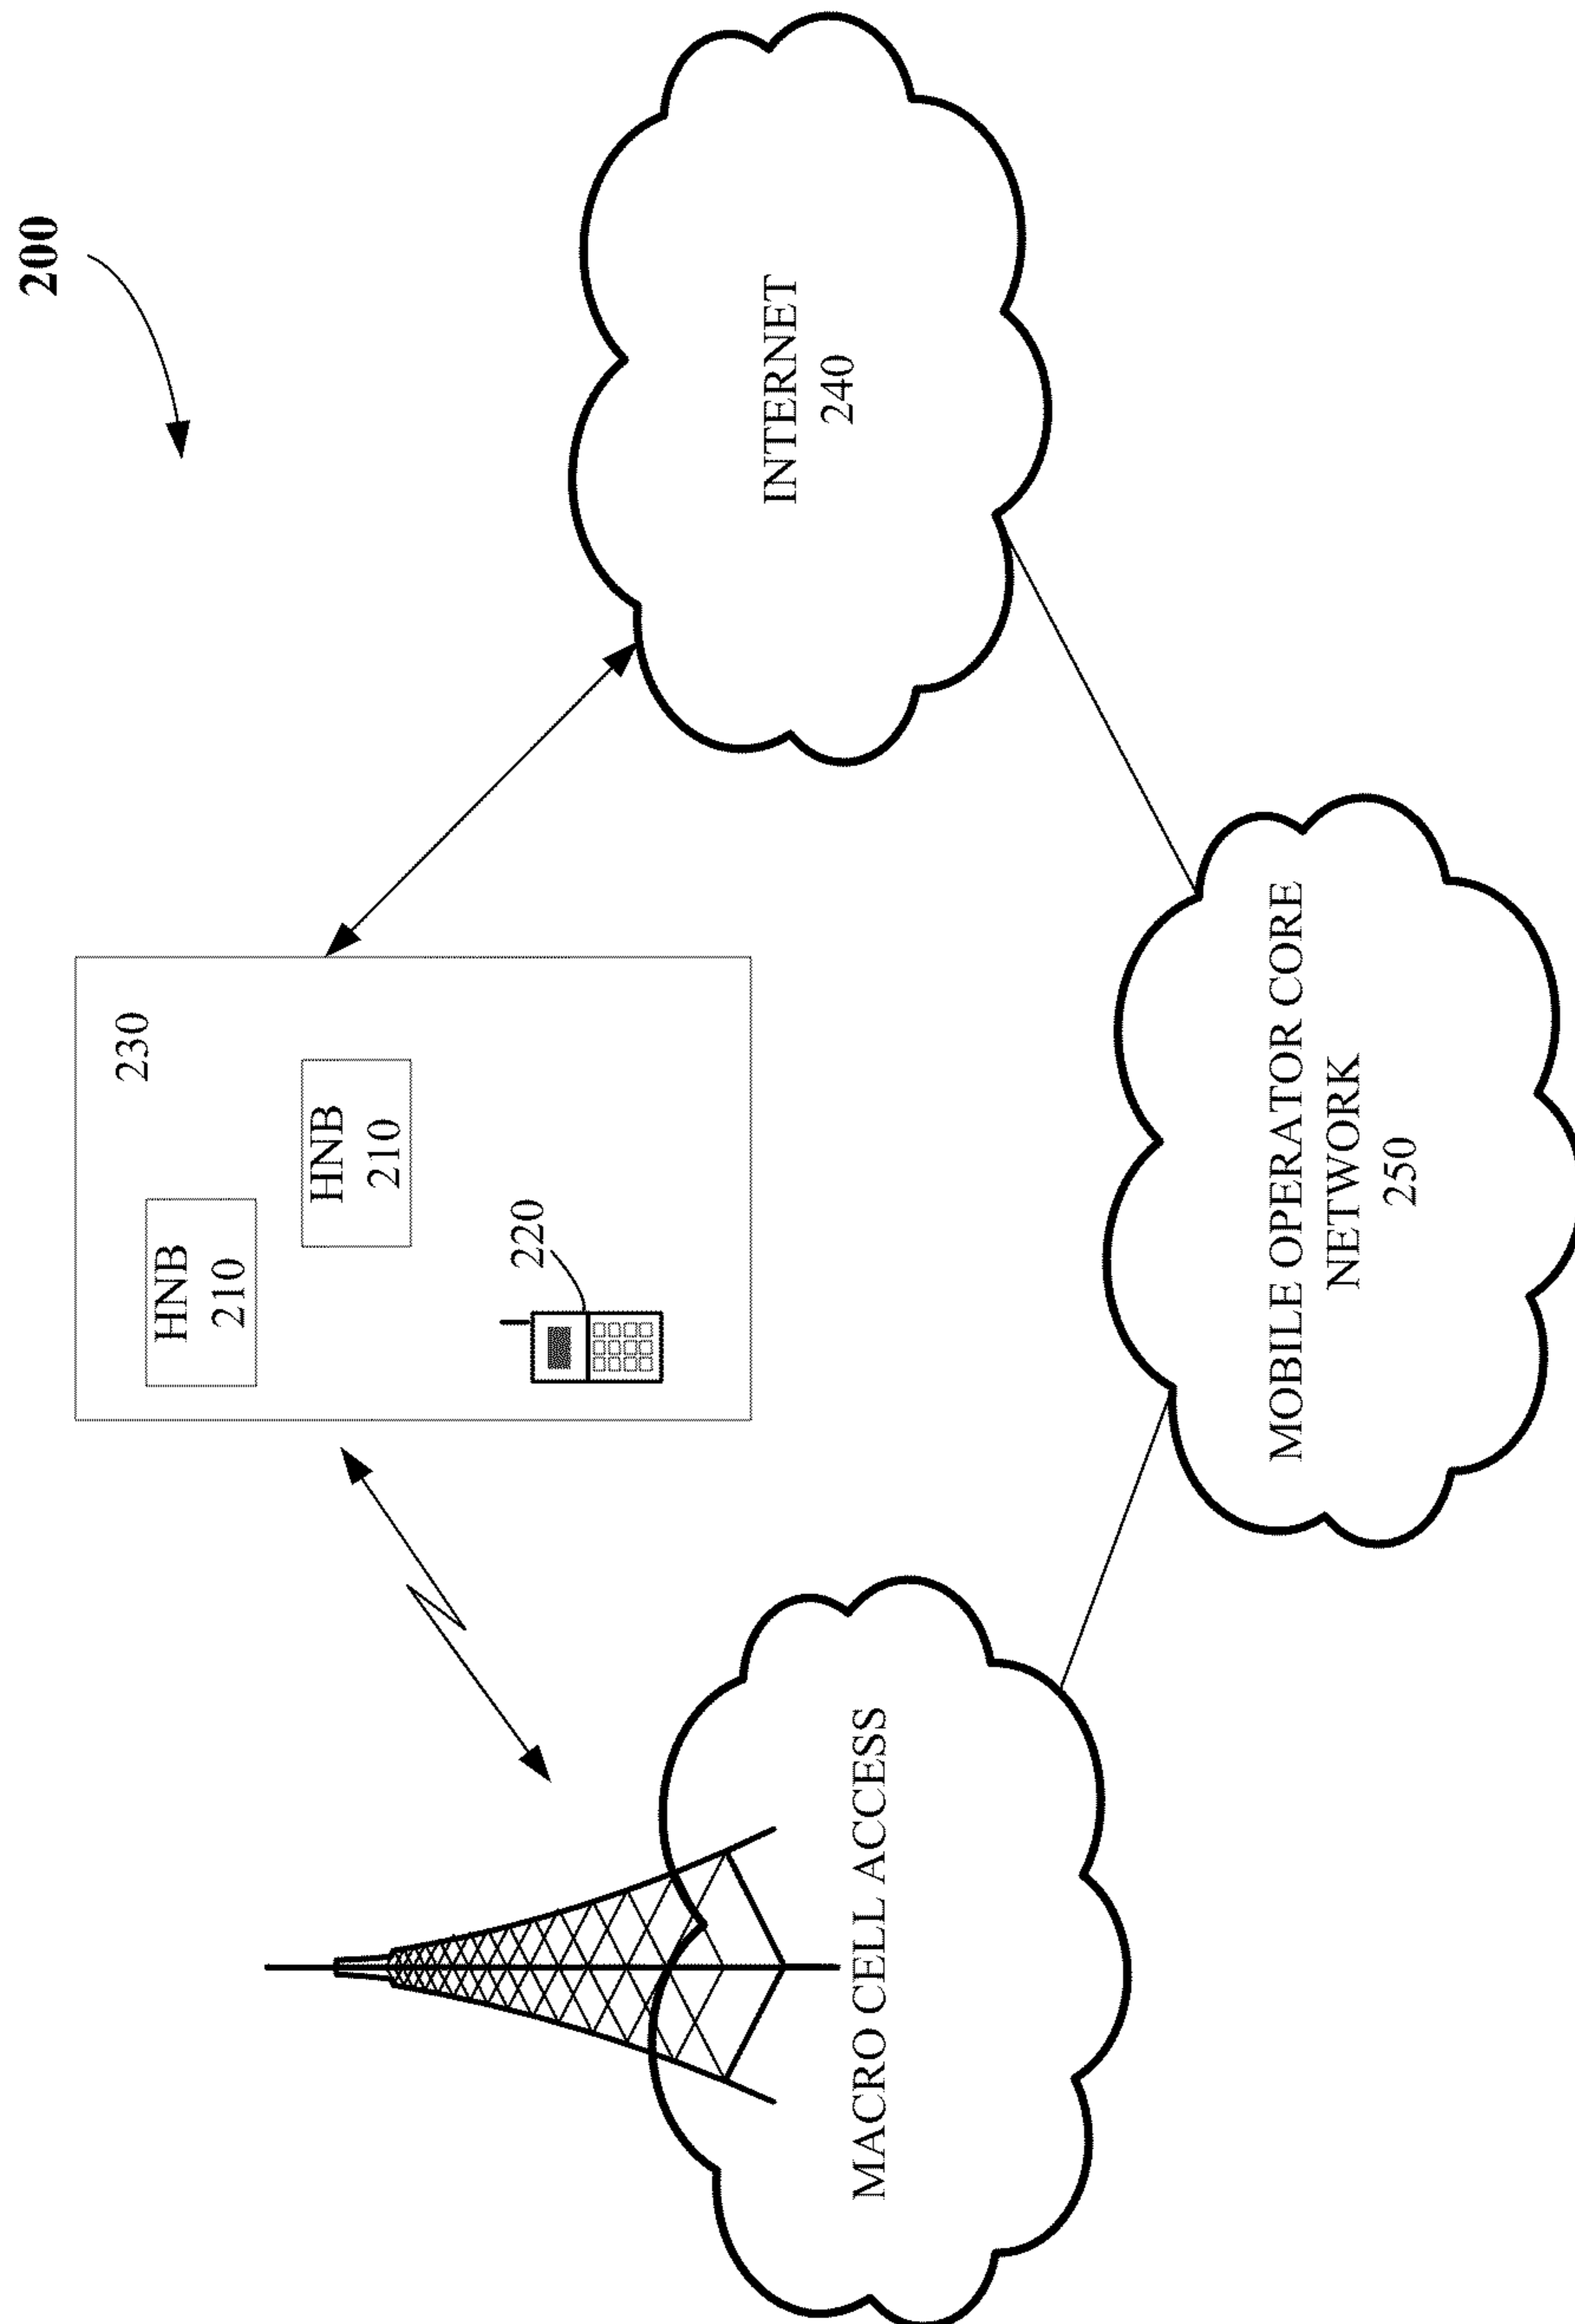 200
230
HNB
210
HNB
210
220
INTERNET
240
MACRO CELL ACCESS
MOBILE OPERATOR CORE
NETWORK
250